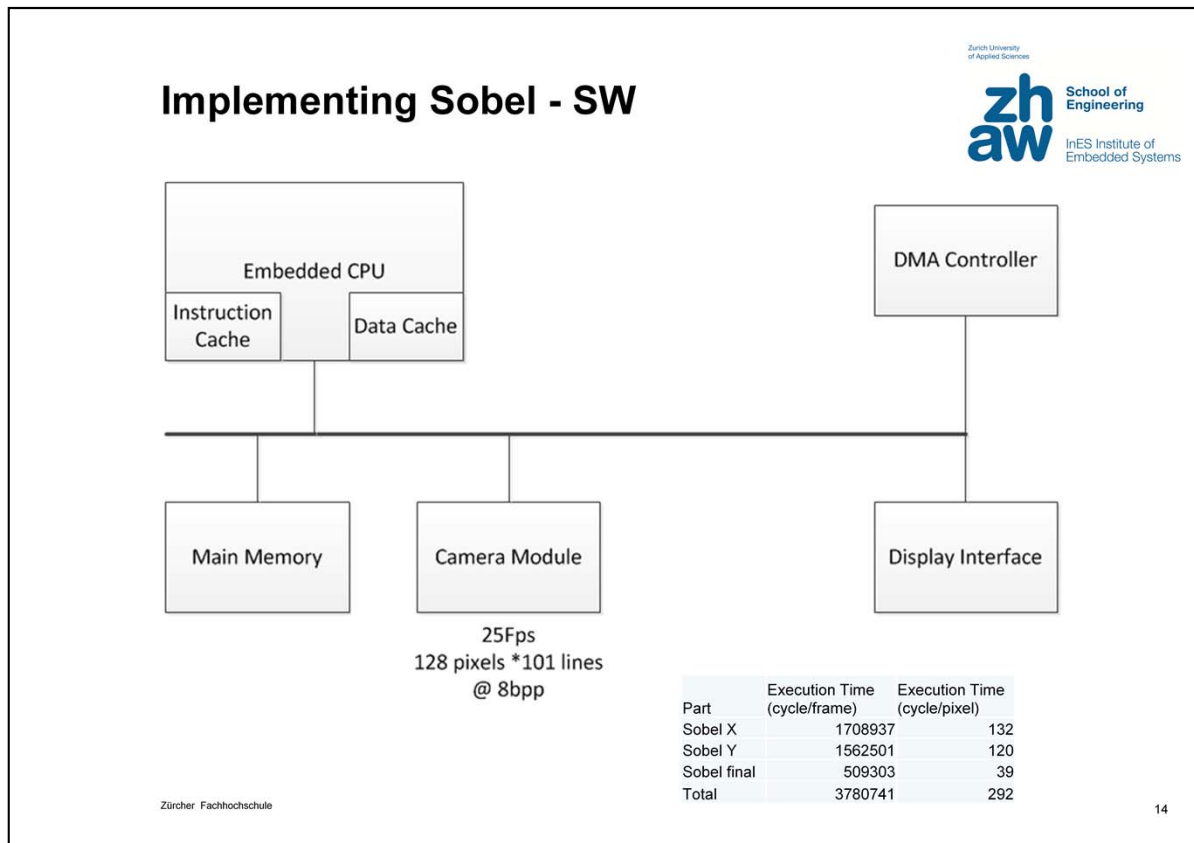 Implementing Sobel - SW
Zurich University
of Applied Sciences
zh
aw
School of
Engineering
InES Institute of
Embedded Systems
Embedded CPU
Instruction
Cache
Data Cache
DMA Controller
Main Memory
Camera Module
Display Interface
25Fps
128 pixels *101 lines
@ 8bpp
Part Execution Time (cycle/frame) Execution Time (cycle/pixel)
Sobel X 1708937 132
Sobel Y 1562501 120
Sobel final 509303 39
Total 3780741 292
Zürcher Fachhochschule
14